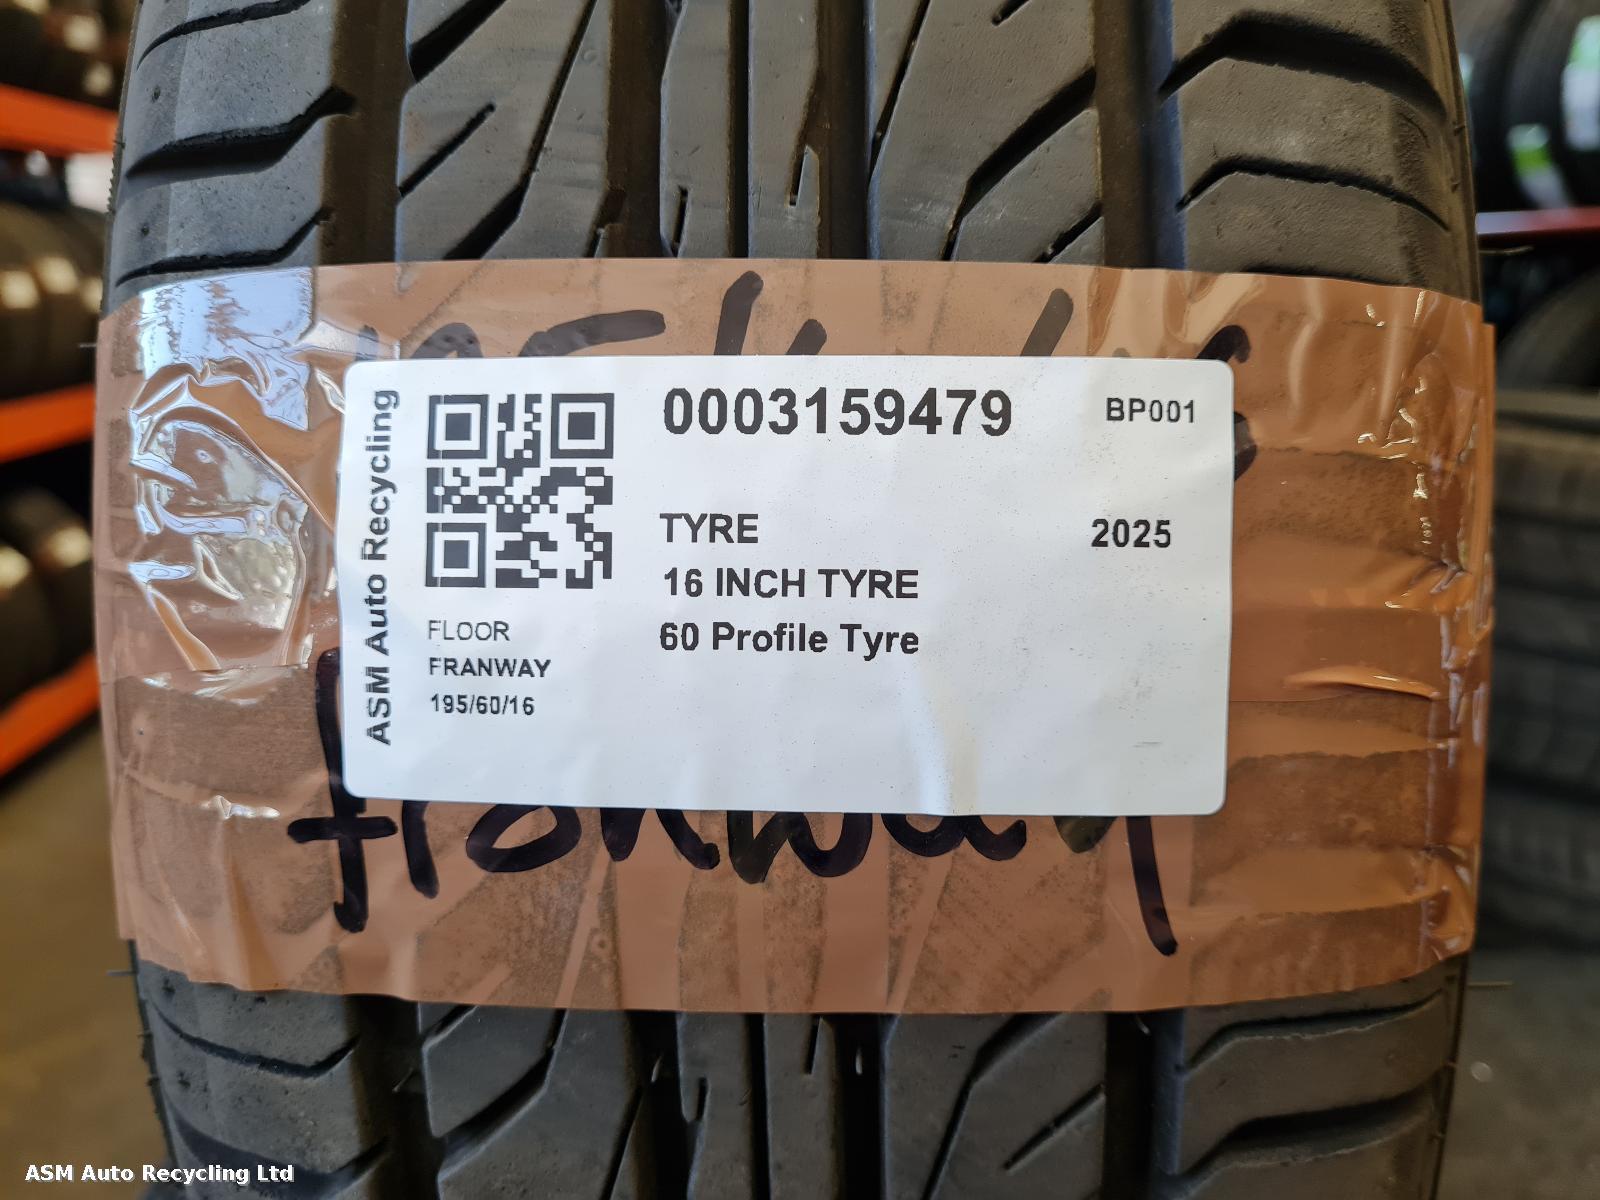 0003159479
BP001
TYRE
2025
16 INCH TYRE
60 Profile Tyre
FLOOR
FRANWAY
195/60/16
ASM Auto Recycling
franway
ASM Auto Recycling Ltd